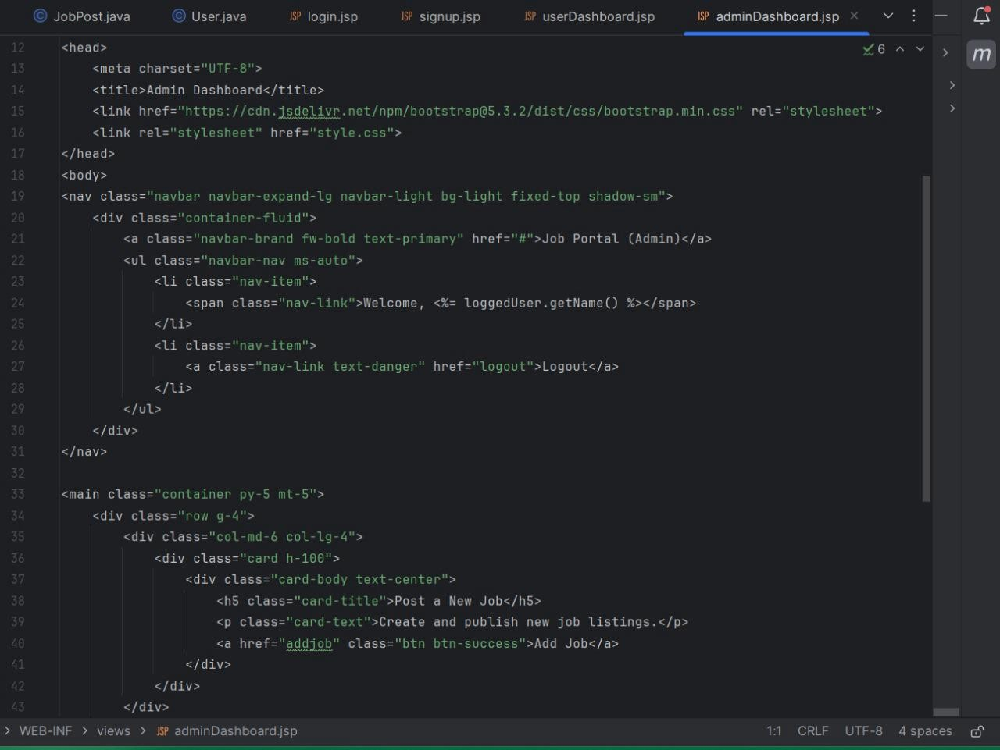 JobPost.java User.java JSP login.jsp JSP signup.jsp JSP userDashboard.jsp JSP adminDashboard.jsp
6
m
12 <head>
13 <meta charset="UTF-8">
14 <title>Admin Dashboard</title>
15 <link href="https://cdn.jsdelivr.net/npm/bootstrap@5.3.2/dist/css/bootstrap.min.css" rel="stylesheet">
16 <link rel="stylesheet" href="style.css">
17 </head>
18 <body>
19 <nav class="navbar navbar-expand-lg navbar-light bg-light fixed-top shadow-sm">
20 <div class="container-fluid">
21 <a class="navbar-brand fw-bold text-primary" href="#">Job Portal (Admin)</a>
22 <ul class="navbar-nav ms-auto">
23 <li class="nav-item">
24 <span class="nav-link">Welcome, <%= loggedUser.getName() %></span>
25 </li>
26 <li class="nav-item">
27 <a class="nav-link text-danger" href="logout">Logout</a>
28 </li>
29 </ul>
30 </div>
31 </nav>
32
33 <main class="container py-5 mt-5">
34 <div class="row g-4">
35 <div class="col-md-6 col-lg-4">
36 <div class="card h-100">
37 <div class="card-body text-center">
38 <h5 class="card-title">Post a New Job</h5>
39 <p class="card-text">Create and publish new job listings.</p>
40 <a href="addjob" class="btn btn-success">Add Job</a>
41 </div>
42 </div>
43 </div>
WEB-INF > views > JSP adminDashboard.jsp 1:1 CRLF UTF-8 4 spaces